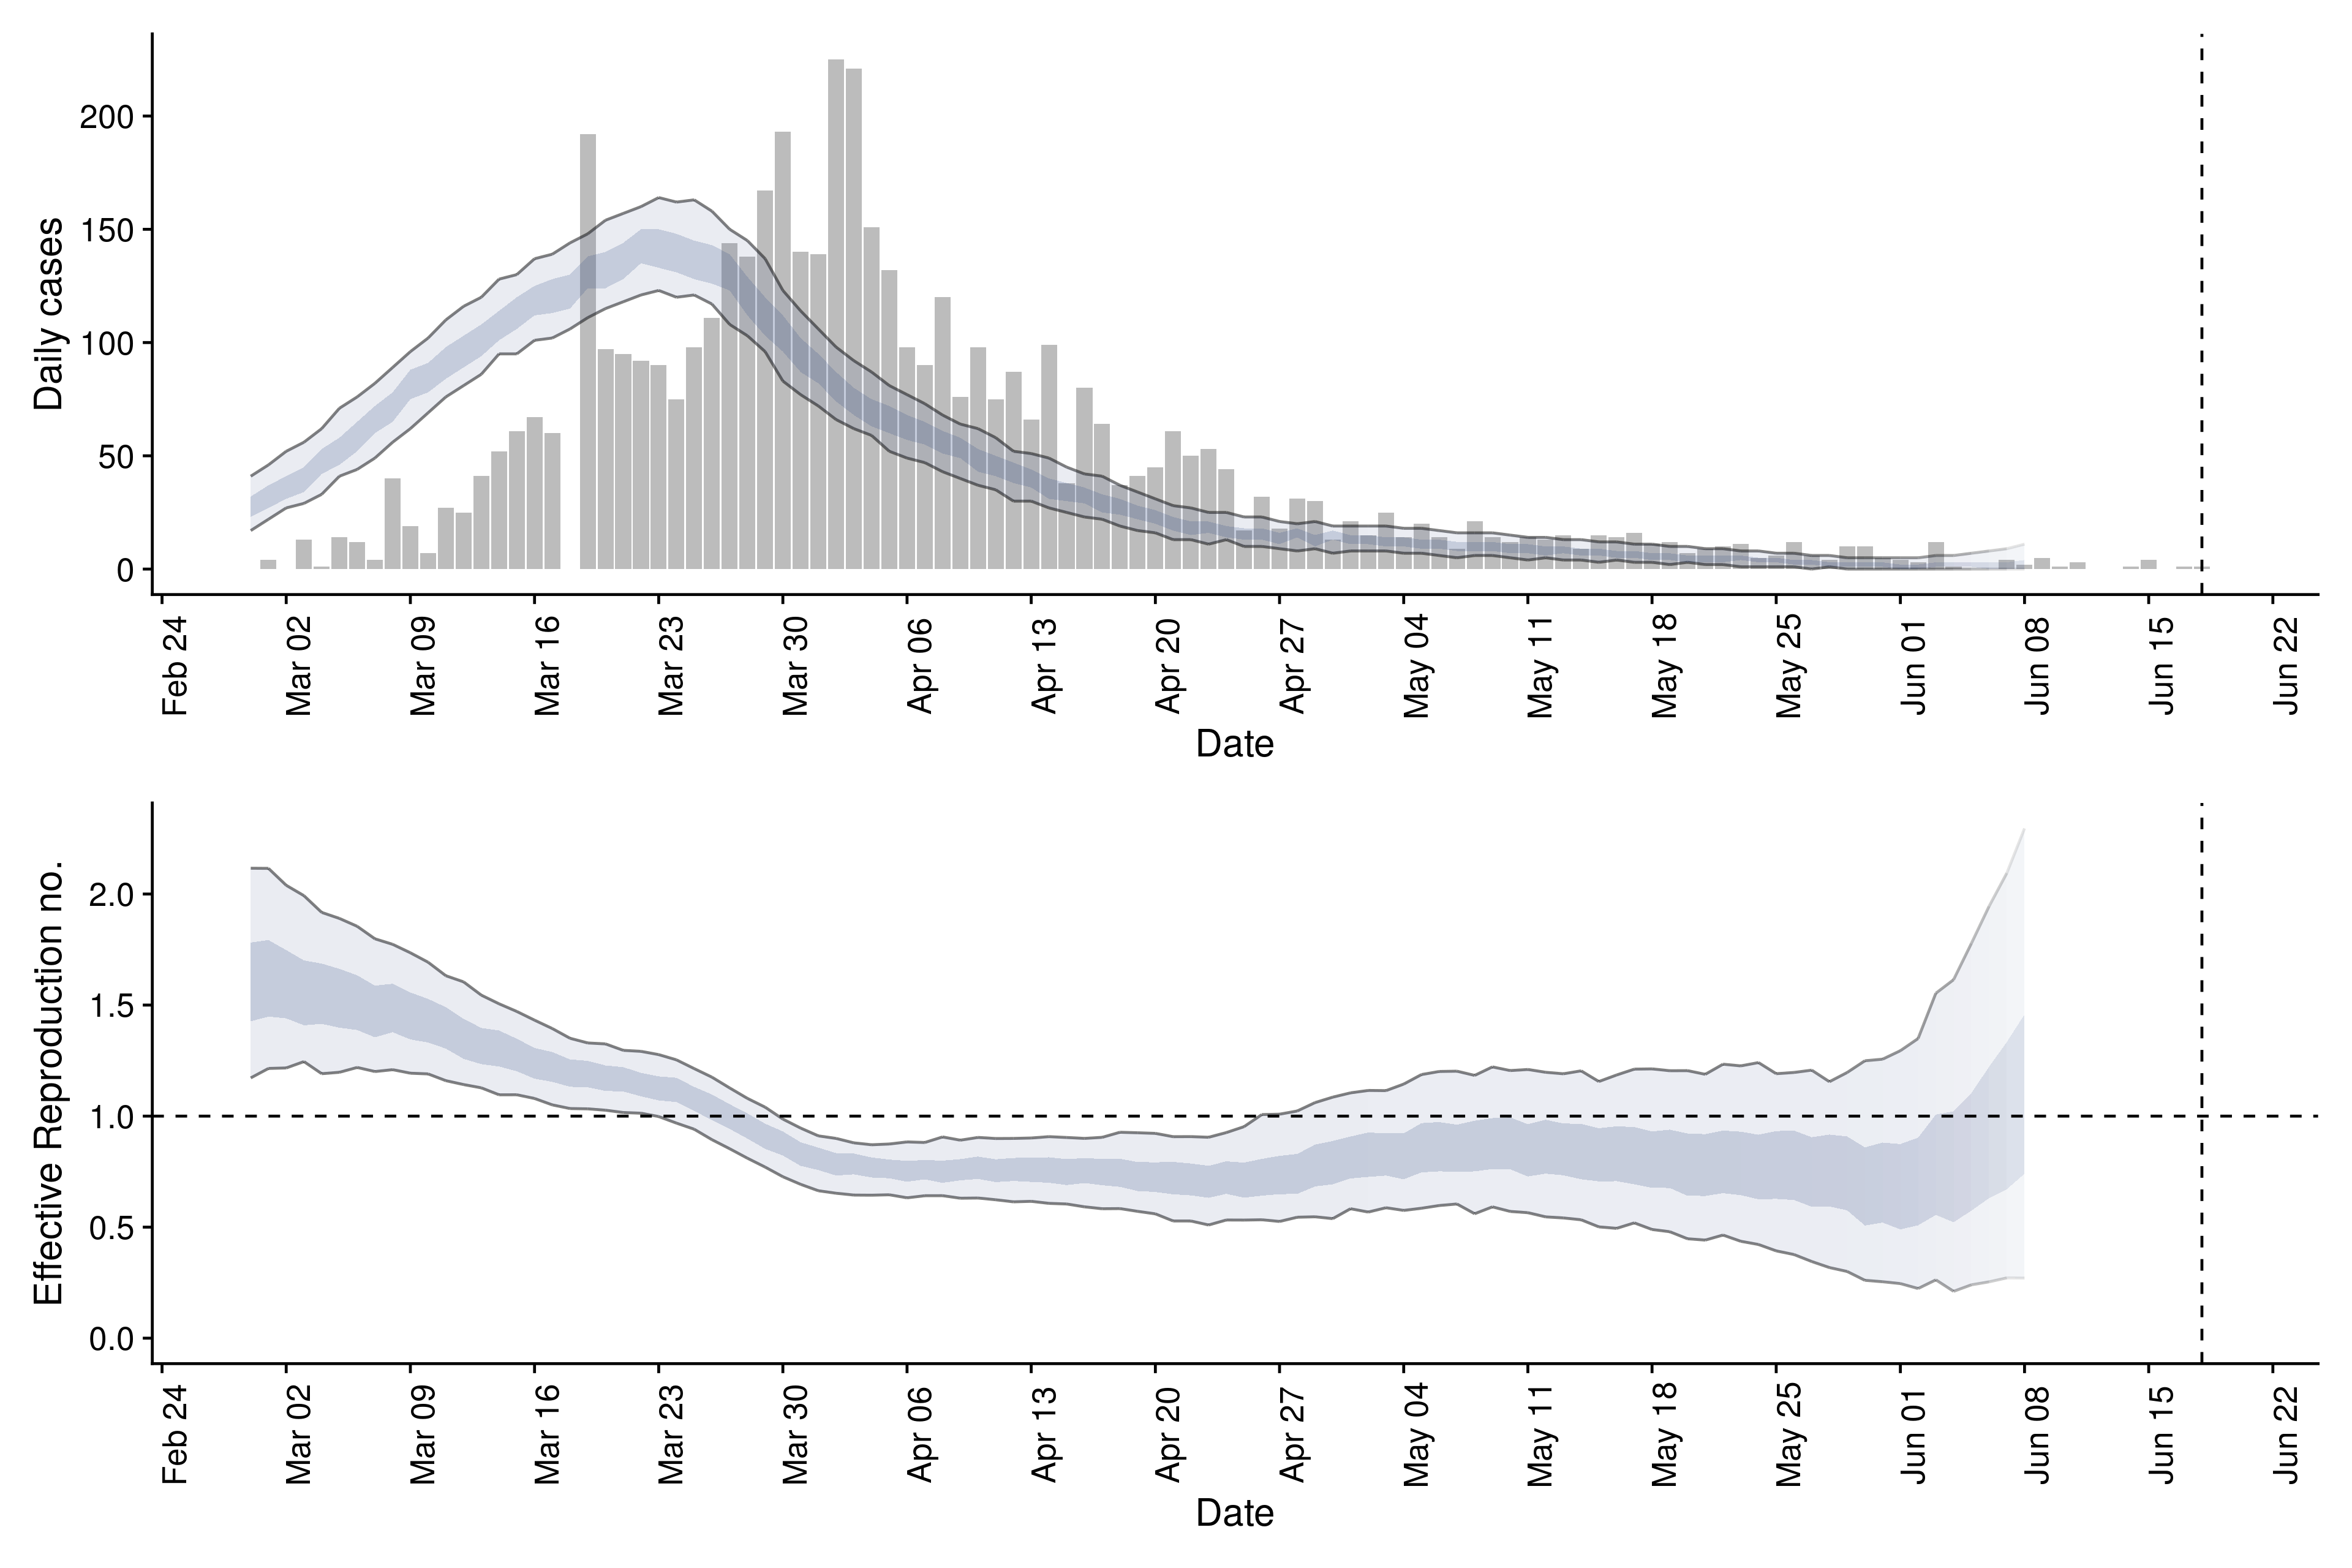 Daily cases
200
150
100
50
0
Feb 24
Mar 02
Mar 09
Mar 16
Mar 23
Mar 30
Apr 06
Apr 13
Apr 20
Apr 27
May 04
May 11
May 18
May 25
Jun 01
Jun 08
Jun 15
Jun 22
Date
Effective Reproduction no.
2.0
1.5
1.0
0.5
0.0
Feb 24
Mar 02
Mar 09
Mar 16
Mar 23
Mar 30
Apr 06
Apr 13
Apr 20
Apr 27
May 04
May 11
May 18
May 25
Jun 01
Jun 08
Jun 15
Jun 22
Date